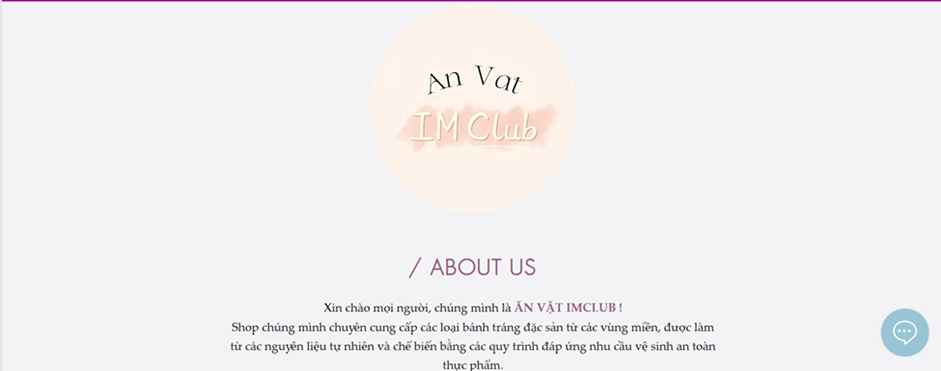 An Vat
IM Club
/ ABOUT US
Xin chào mọi người, chúng mình là ĂN VẶT IMCLUB !
Shop chúng mình chuyên cung cấp các loại bánh tráng đặc sản từ các vùng miền, được làm
từ các nguyên liệu tự nhiên và chế biến bằng các quy trình đáp ứng nhu cầu vệ sinh an toàn
thực phẩm.